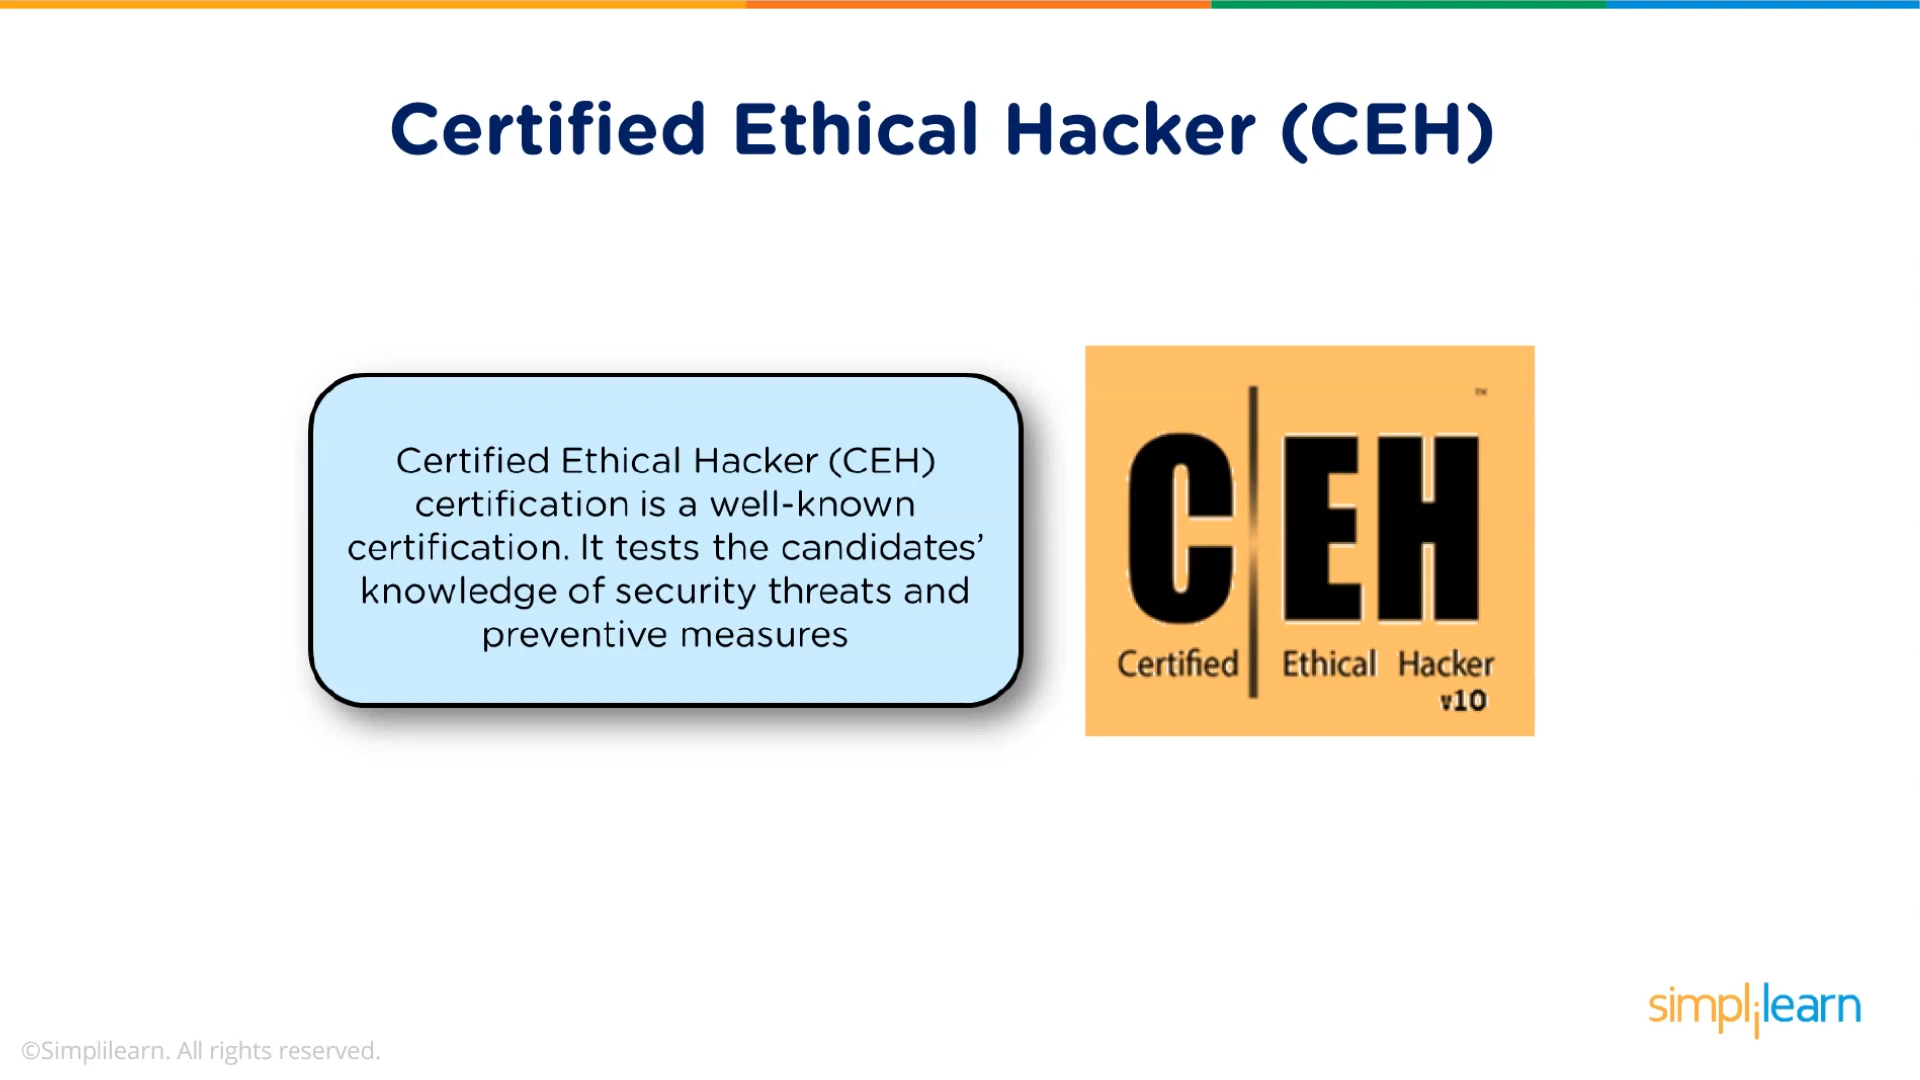 Certified Ethical Hacker (CEH)
Certified Ethical Hacker (CEH)
certification is a well-known
certification. It tests the candidates’
knowledge of security threats and
preventive measures
™
CEH
Certified Ethical Hacker
v10
simplilearn
©Simplilearn. All rights reserved.